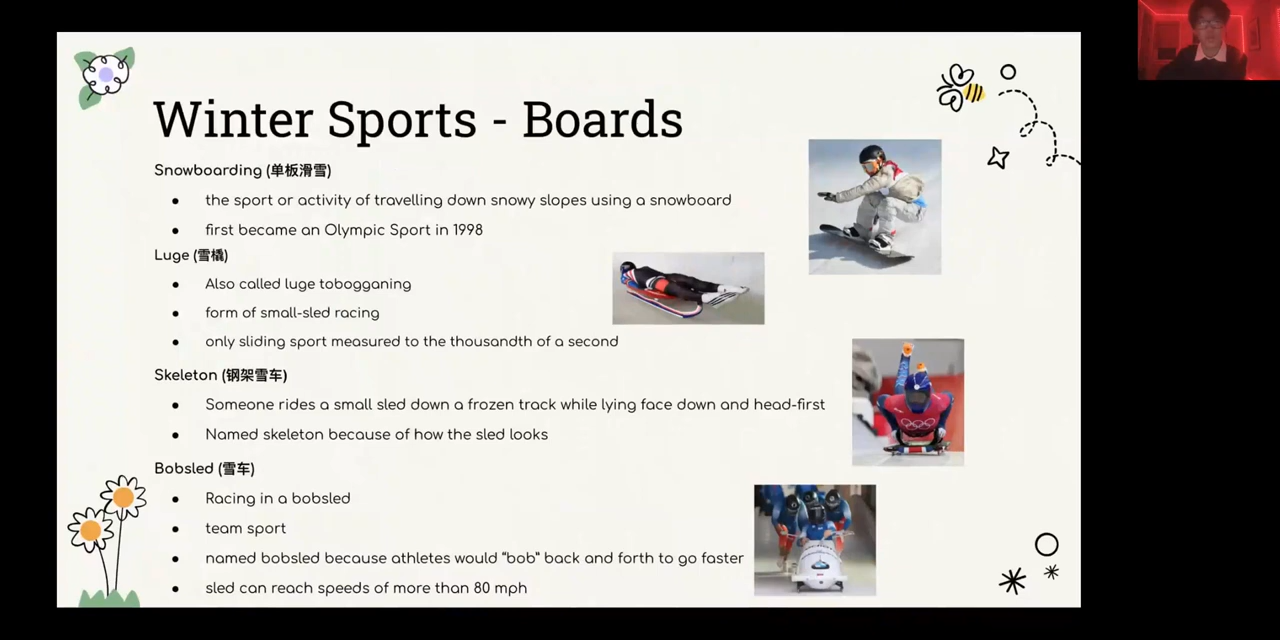 Winter Sports - Boards
Snowboarding (单板滑雪)
● the sport or activity of travelling down snowy slopes using a snowboard
● first became an Olympic Sport in 1998
Luge (雪橇)
● Also called luge tobogganing
● form of small-sled racing
● only sliding sport measured to the thousandth of a second
Skeleton (钢架雪车)
● Someone rides a small sled down a frozen track while lying face down and head-first
● Named skeleton because of how the sled looks
Bobsled (雪车)
● Racing in a bobsled
● team sport
● named bobsled because athletes would “bob” back and forth to go faster
● sled can reach speeds of more than 80 mph